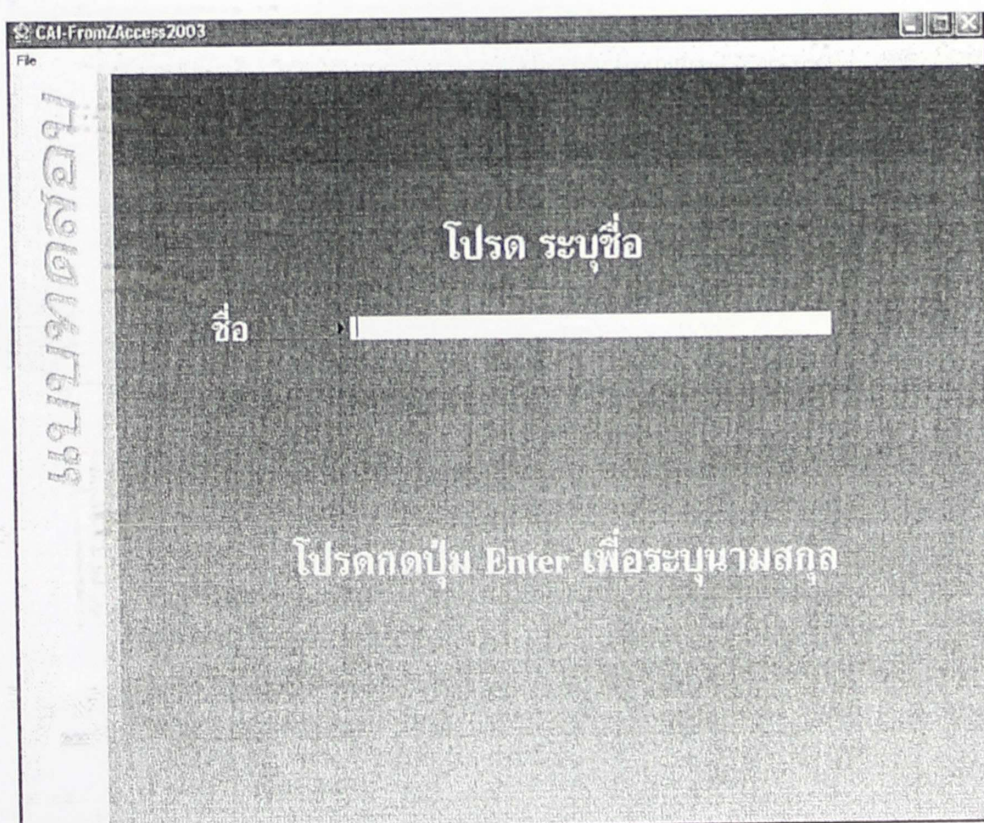 CAI-FromZAccess2003
File
แบบทดสอบ
โปรด ระบุชื่อ
ชื่อ
โปรดกดปุ่ม Enter เพื่อระบุนามสกุล